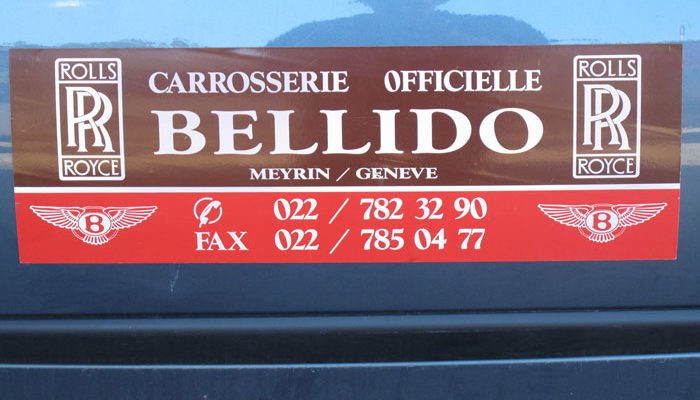 ROLLS
RR
ROYCE
CARROSSERIE OFFICIELLE
BELLIDO
MEYRIN / GENEVE
ROLLS
RR
ROYCE
B
022 / 782 32 90
FAX 022 / 785 04 77
B